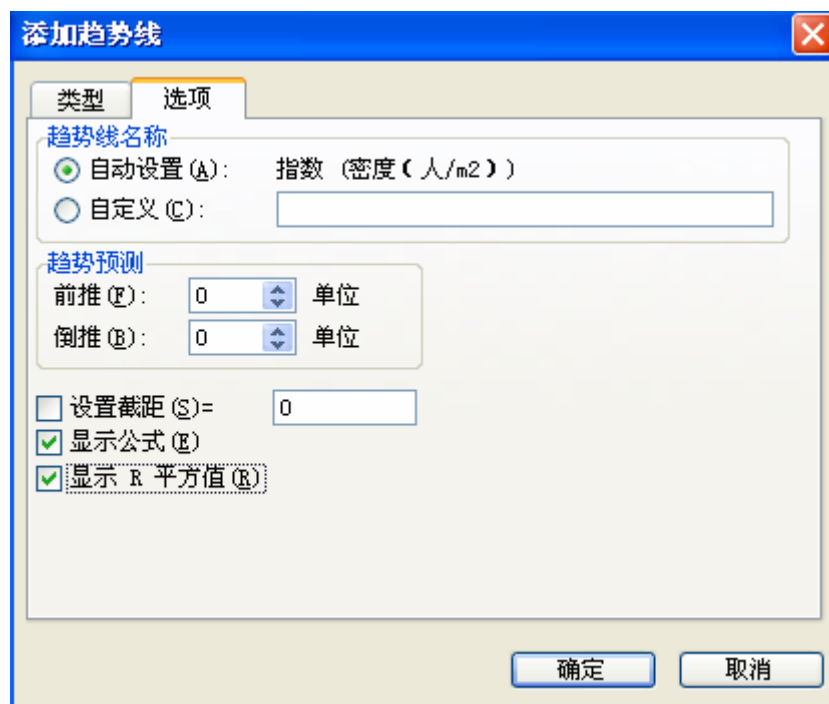 添加趋势线
类型 选项
趋势线名称
自动设置(A): 指数 (密度(人/m2))
自定义(C):
趋势预测
前推(F): 0 单位
倒推(B): 0 单位
设置截距(S)= 0
显示公式(E)
显示 R 平方值(R)
确定 取消